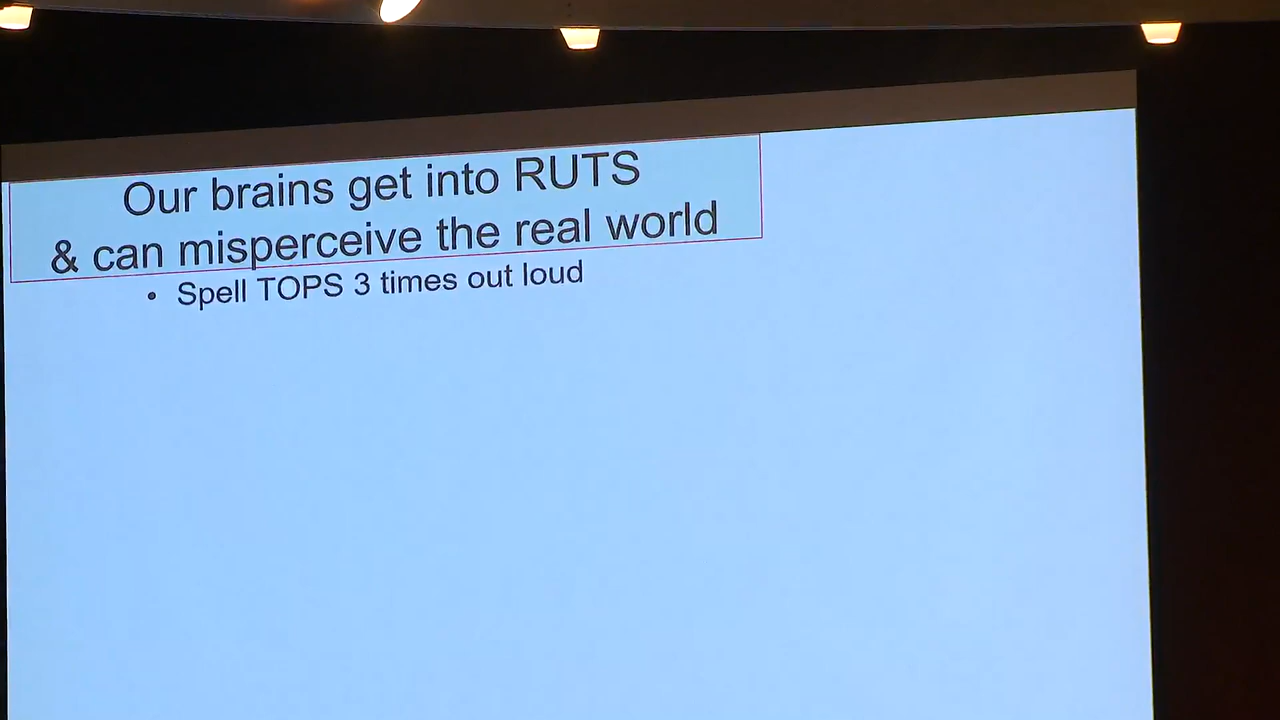 Our brains get into RUTS
& can misperceive the real world
• Spell TOPS 3 times out loud